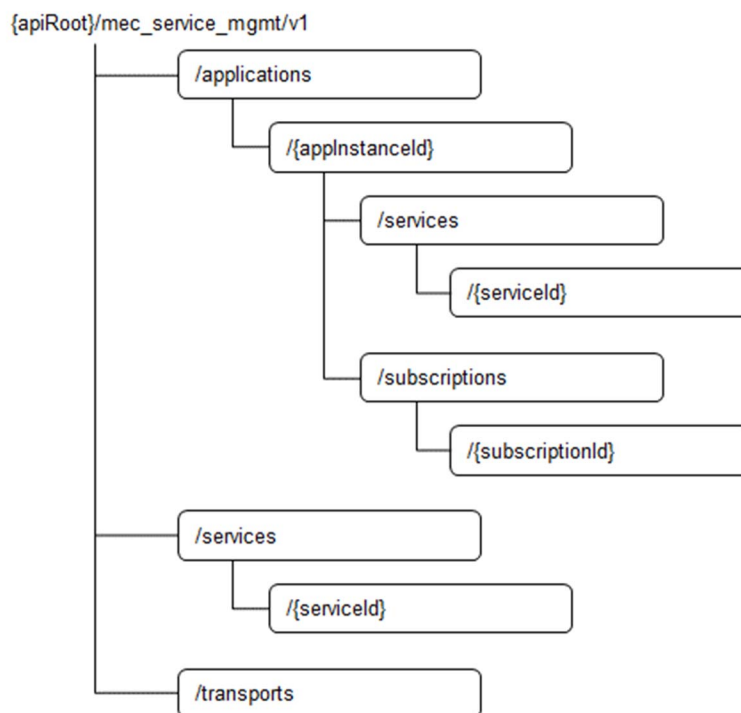 {apiRoot}/mec_service_mgmt/v1
/applications
/{appInstanceId}
/services
/{serviceId}
/subscriptions
/{subscriptionId}
/services
/{serviceId}
/transports